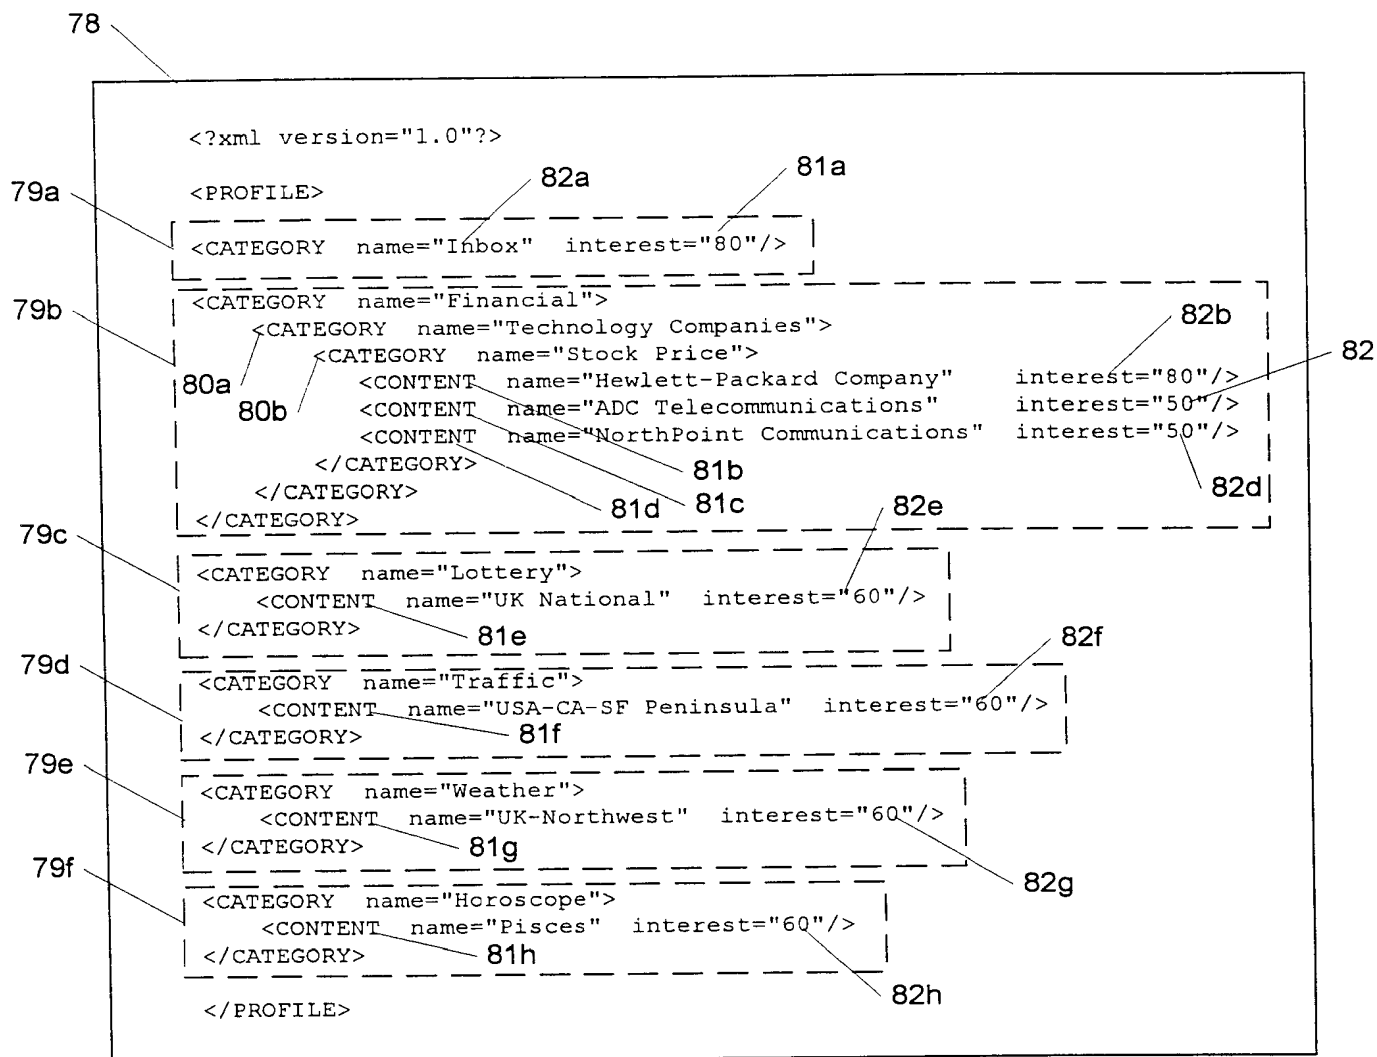 78
<?xml version="1.0"?>
81a
82a
79a
<PROFILE>
<CATEGORY name="Inbox" interest="80"/>
79b
<CATEGORY name="Financial">
82b
<CATEGORY name="Technology Companies">
82
<CATEGORY name="Stock Price">
80a
<CONTENT name="Hewlett-Packard Company" interest="80"/>
80b
<CONTENT name="ADC Telecommunications" interest="50"/>
<CONTENT name="NorthPoint Communications" interest="50"/>
</CATEGORY>
81b
82d
</CATEGORY>
81d
81c
82e
</CATEGORY>
79c
<CATEGORY name="Lottery">
<CONTENT name="UK National" interest="60"/>
</CATEGORY>
81e
82f
79d
<CATEGORY name="Traffic">
<CONTENT name="USA-CA-SF Peninsula" interest="60"/>
</CATEGORY>
81f
79e
<CATEGORY name="Weather">
<CONTENT name="UK-Northwest" interest="60"/>
</CATEGORY>
81g
79f
82g
<CATEGORY name="Horoscope">
<CONTENT name="Pisces" interest="60"/>
</CATEGORY>
81h
82h
</PROFILE>